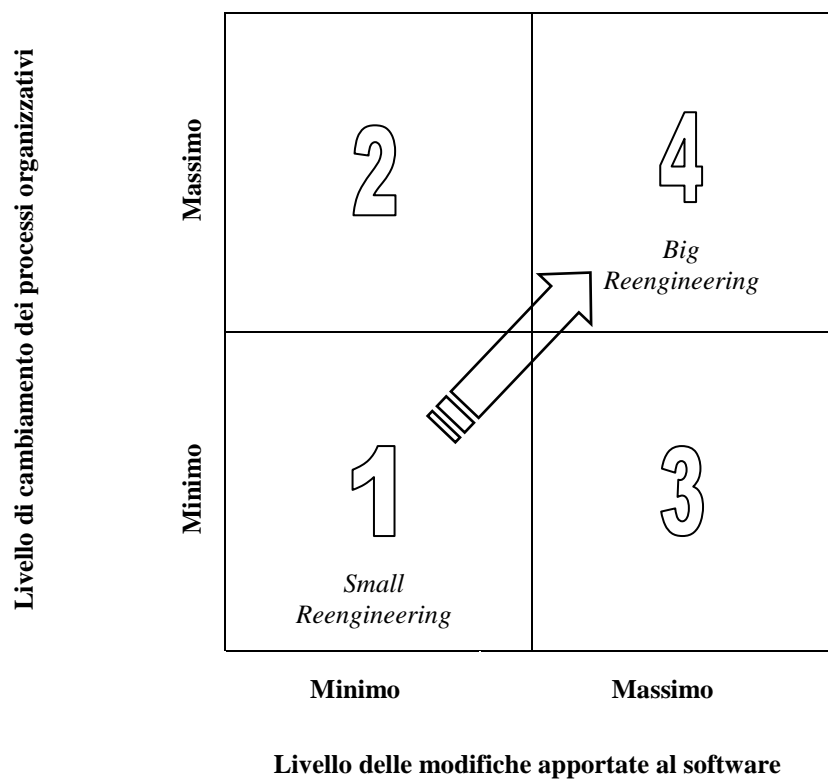 Livello di cambiamento dei processi organizzativi
Massimo
2
4
Big
Reengineering
Minimo
1
3
Small
Reengineering
Minimo
Massimo
Livello delle modifiche apportate al software